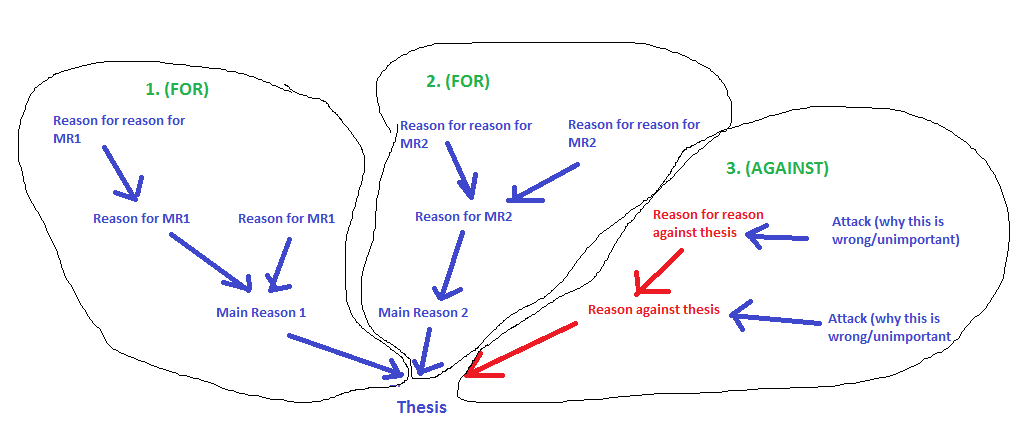 1. (FOR)
Reason for reason for
MR1
Reason for MR1
Reason for MR1
Main Reason 1
2. (FOR)
Reason for reason for
MR2
Reason for reason for
MR2
Reason for MR2
Main Reason 2
3. (AGAINST)
Reason for reason
against thesis
Attack (why this is
wrong/unimportant)
Reason against thesis
Attack (why this is
wrong/unimportant
Thesis